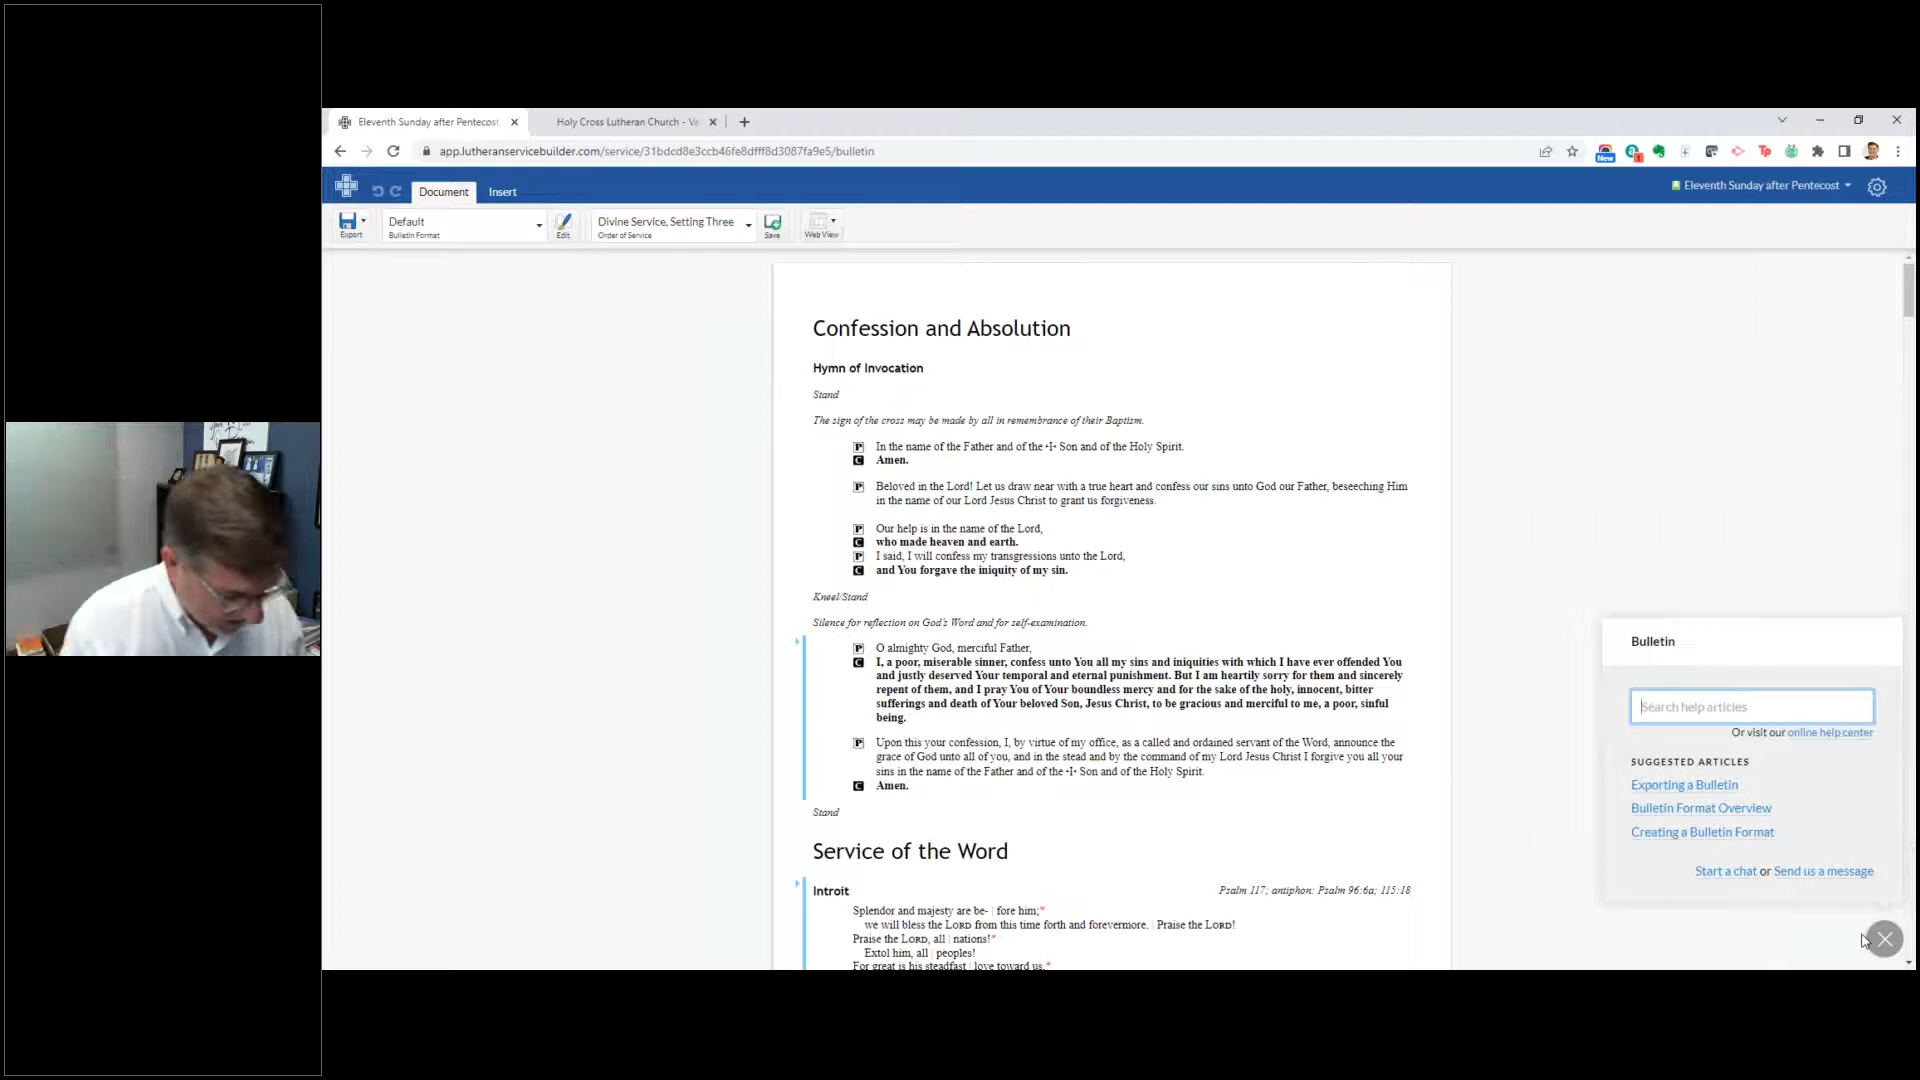 Eleventh Sunday after Pentecost
Holy Cross Lutheran Church - Va
app.lutheranservicebuilder.com/service/31bdcd8e3ccb46fe8dfff8d3087fa9e5/bulletin
New
1
Document
Insert
Eleventh Sunday after Pentecost
Export
Default
Bulletin Format
Edit
Divine Service, Setting Three
Order of Service
Save
Web View
Confession and Absolution
Hymn of Invocation
Stand
The sign of the cross may be made by all in remembrance of their Baptism.
P In the name of the Father and of the ·I· Son and of the Holy Spirit.
C Amen.
P Beloved in the Lord! Let us draw near with a true heart and confess our sins unto God our Father, beseeching Him
in the name of our Lord Jesus Christ to grant us forgiveness.
P Our help is in the name of the Lord,
C who made heaven and earth.
P I said, I will confess my transgressions unto the Lord,
C and You forgave the iniquity of my sin.
Kneel/Stand
Silence for reflection on God's Word and for self-examination.
P O almighty God, merciful Father,
C I, a poor, miserable sinner, confess unto You all my sins and iniquities with which I have ever offended You
and justly deserved Your temporal and eternal punishment. But I am heartily sorry for them and sincerely
repent of them, and I pray You of Your boundless mercy and for the sake of the holy, innocent, bitter
sufferings and death of Your beloved Son, Jesus Christ, to be gracious and merciful to me, a poor, sinful
being.
P Upon this your confession, I, by virtue of my office, as a called and ordained servant of the Word, announce the
grace of God unto all of you, and in the stead and by the command of my Lord Jesus Christ I forgive you all your
sins in the name of the Father and of the ·I· Son and of the Holy Spirit.
C Amen.
Stand
Service of the Word
Introit
Psalm 117; antiphon: Psalm 96:6a; 115:18
Splendor and majesty are be- | fore him;*
we will bless the LORD from this time forth and forevermore. | Praise the LORD!
Praise the LORD, all | nations!*
Extol him, all | peoples!
For great is his steadfast | love toward us,*
Bulletin
Search help articles
Or visit our online help center
SUGGESTED ARTICLES
Exporting a Bulletin
Bulletin Format Overview
Creating a Bulletin Format
Start a chat or Send us a message